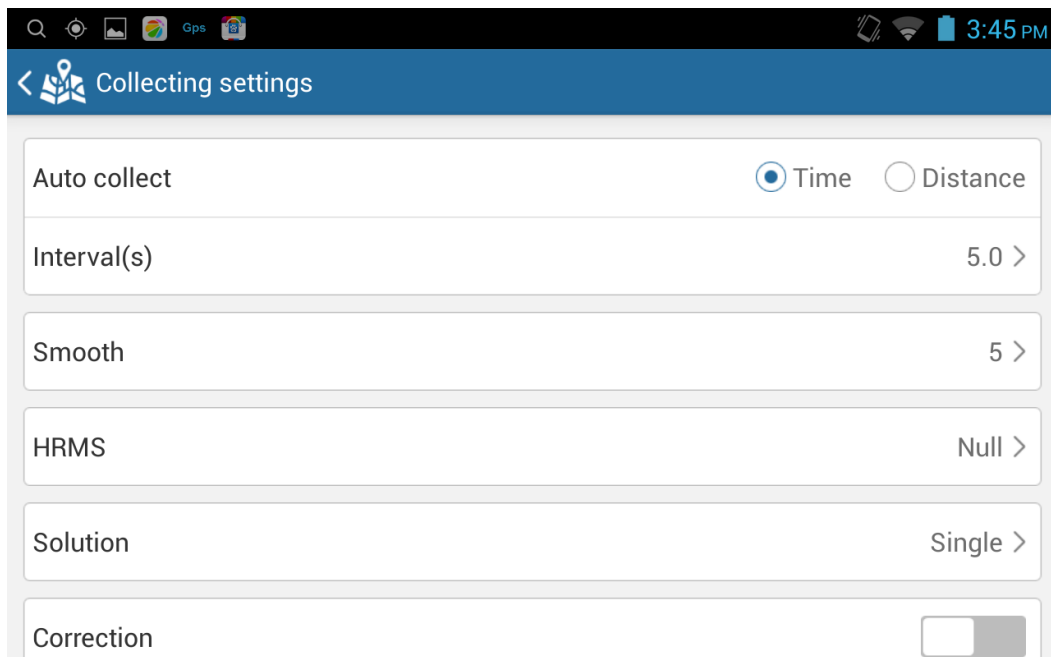 Gps 3:45 PM
Collecting settings
Auto collect Time Distance
Interval(s) 5.0
Smooth 5
HRMS Null
Solution Single
Correction